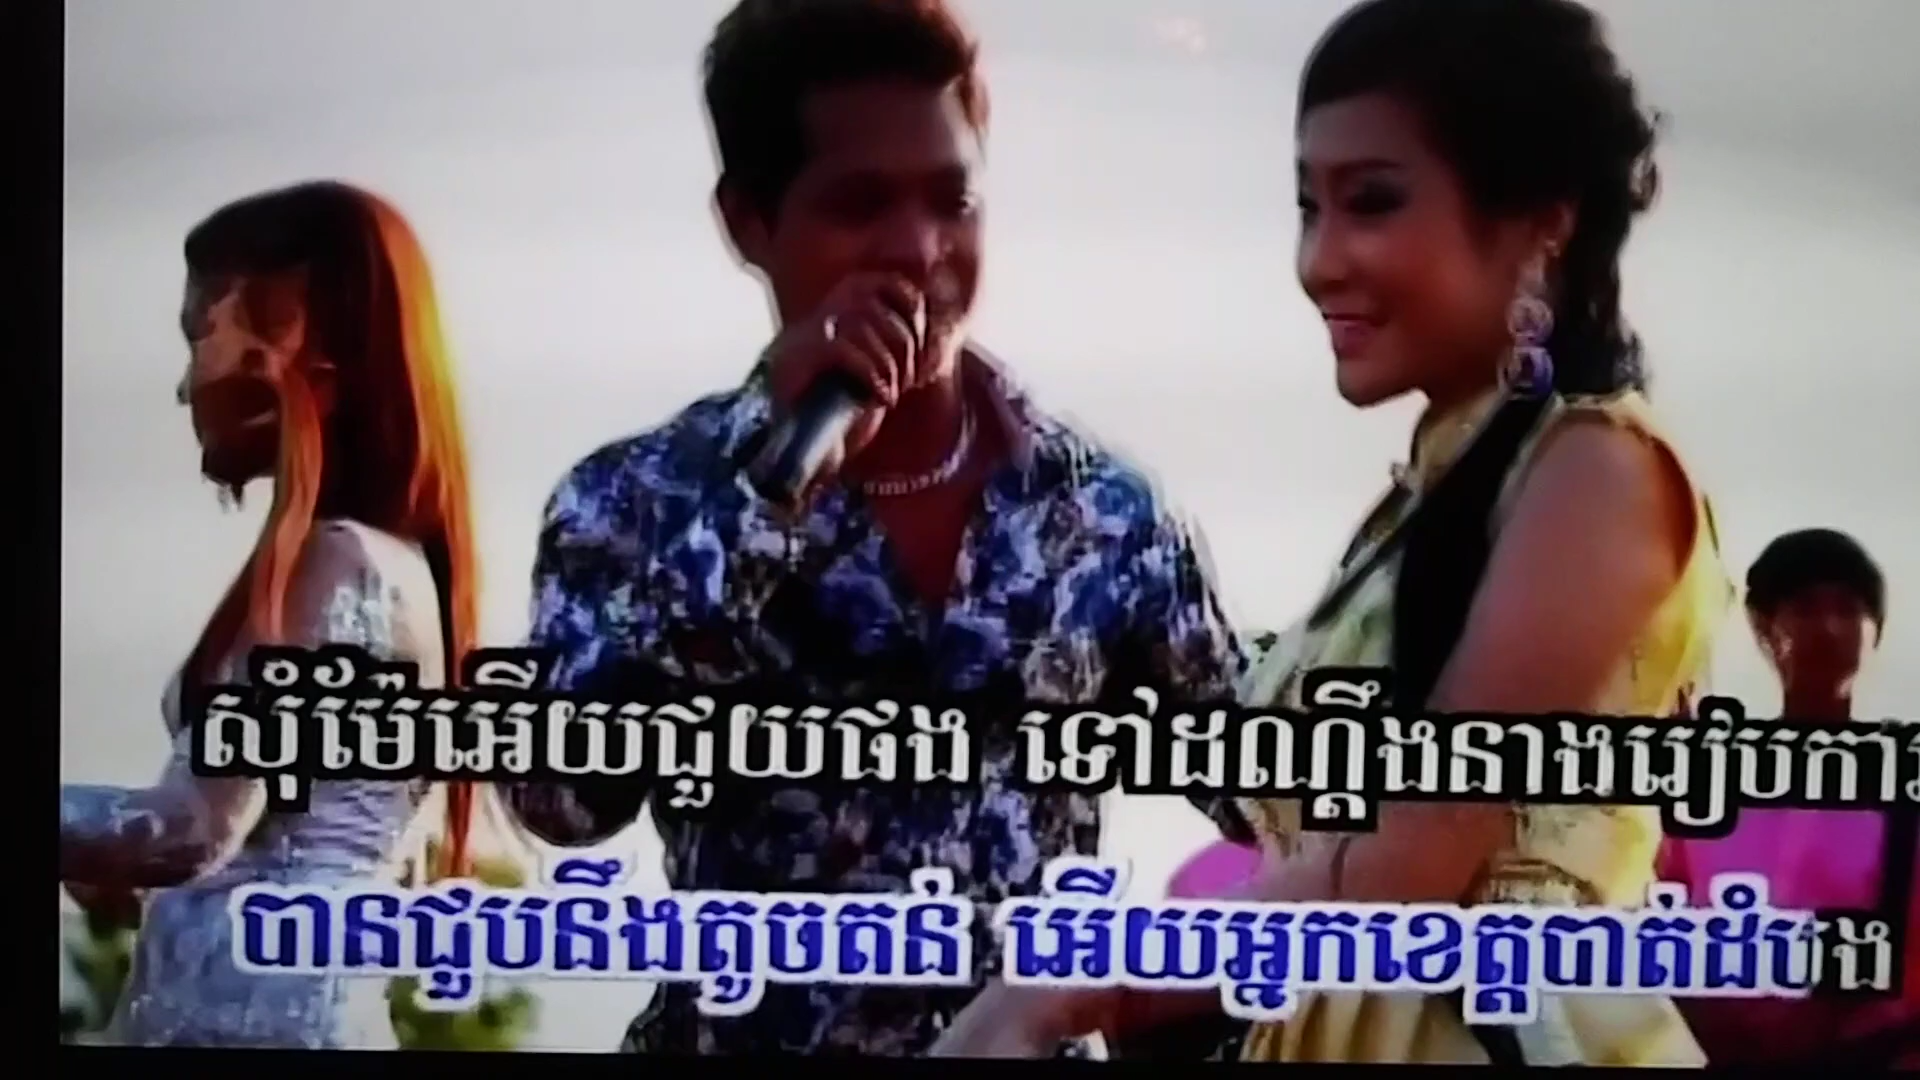 សុំម៉ែអើយជួយផង ទៅដណ្ដឹងនាងរៀបការ
បានជួបនឹងតូចតន់ អើយអ្នកខេត្តបាត់ដំបង